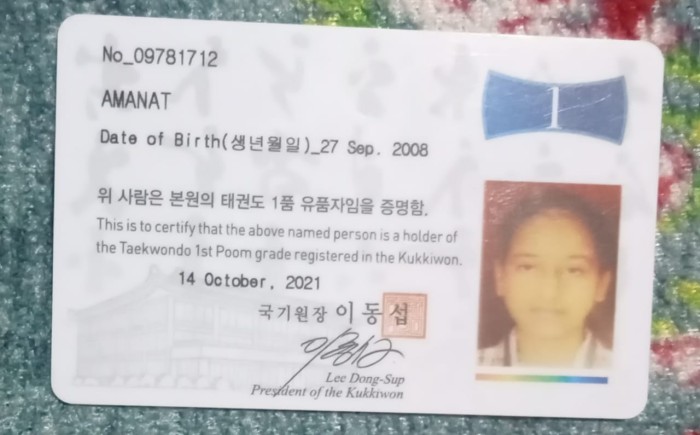 No_09781712
1
AMANAT
Date of Birth(생년월일)_27 Sep. 2008
위 사람은 본원의 태권도 1품 유품자임을 증명함.
This is to certify that the above named person is a holder of
the Taekwondo 1st Poom grade registered in the Kukkiwon.
14 October, 2021
국기원장 이동섭
Lee Dong-Sup
President of the Kukkiwon